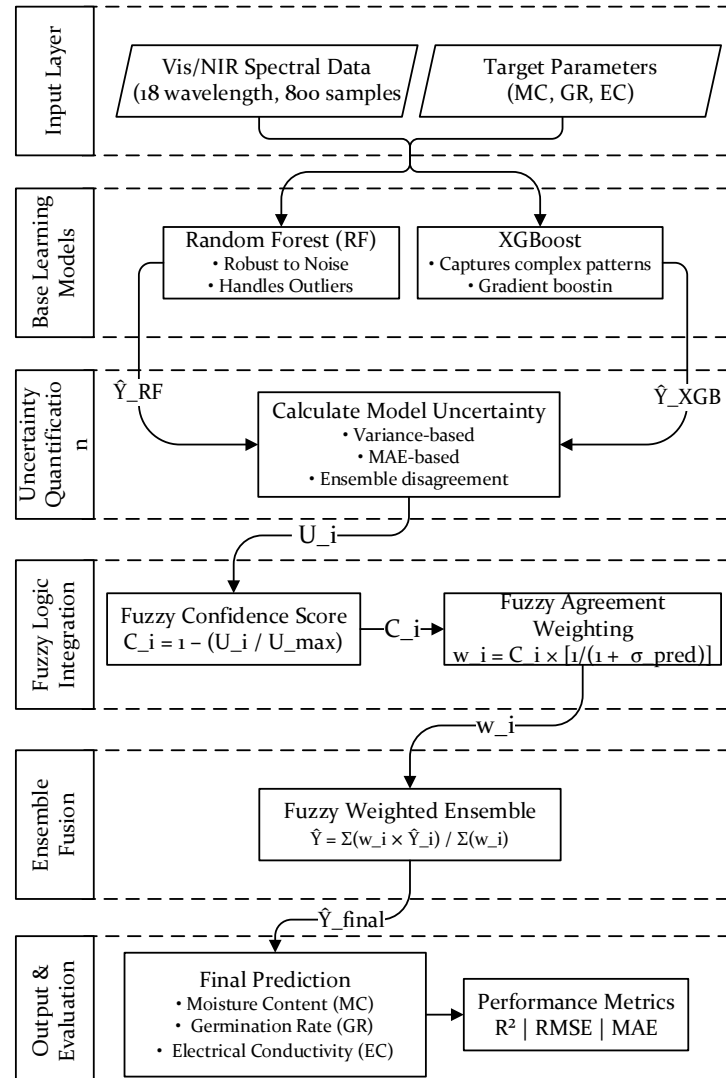 Input Layer
Vis/NIR Spectral Data
(18 wavelength, 800 samples
Target Parameters
(MC, GR, EC)
Base Learning
Models
Random Forest (RF)
• Robust to Noise
• Handles Outliers
XGBoost
• Captures complex patterns
• Gradient boostin
Ŷ_RF
Ŷ_XGB
Uncertainty
Quantificatio
n
Calculate Model Uncertainty
• Variance-based
• MAE-based
• Ensemble disagreement
U_i
Fuzzy Logic
Integration
Fuzzy Confidence Score
C_i = 1 − (U_i / U_max)
C_i
Fuzzy Agreement
Weighting
w_i = C_i × [1/(1 + σ_pred)]
w_i
Ensemble
Fusion
Fuzzy Weighted Ensemble
Ŷ = Σ(w_i × Ŷ_i) / Σ(w_i)
Ŷ_final
Output &
Evaluation
Final Prediction
• Moisture Content (MC)
• Germination Rate (GR)
• Electrical Conductivity (EC)
Performance Metrics
R² | RMSE | MAE